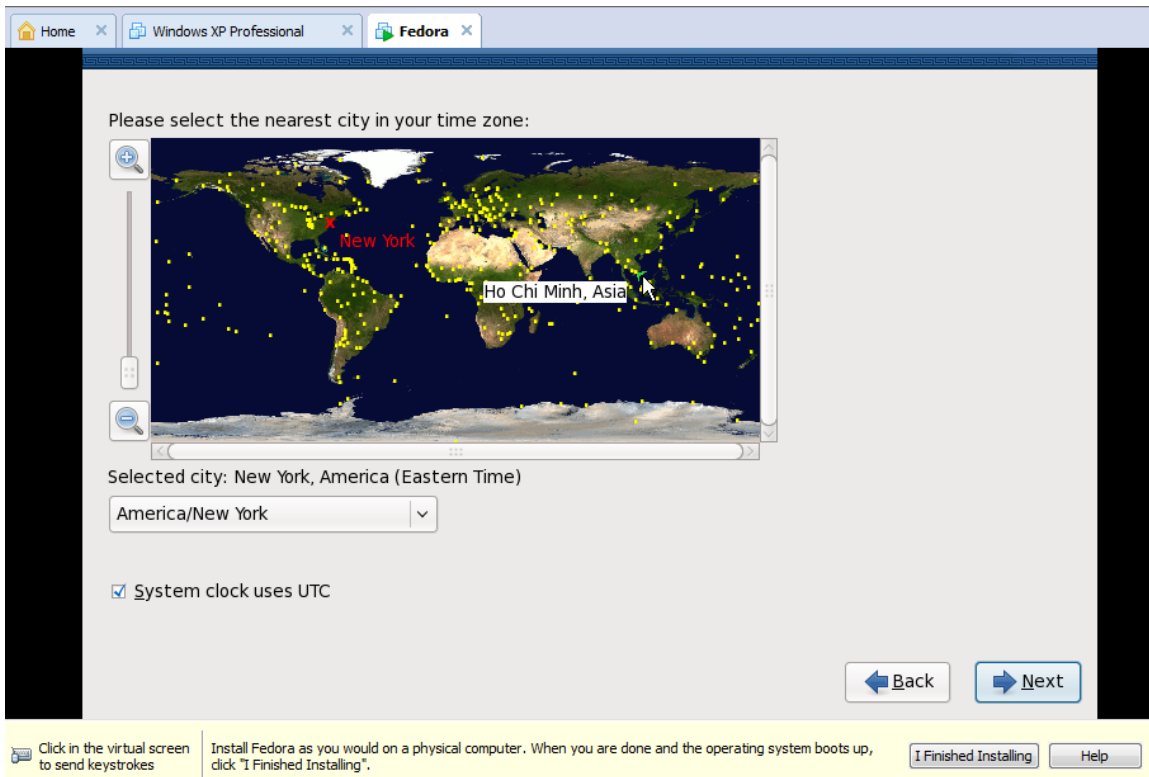 Home
Windows XP Professional
Fedora
Please select the nearest city in your time zone:
New York
Ho Chi Minh, Asia
Selected city: New York, America (Eastern Time)
America/New York
System clock uses UTC
Back
Next
Click in the virtual screen
to send keystrokes
Install Fedora as you would on a physical computer. When you are done and the operating system boots up,
click "I Finished Installing".
I Finished Installing
Help